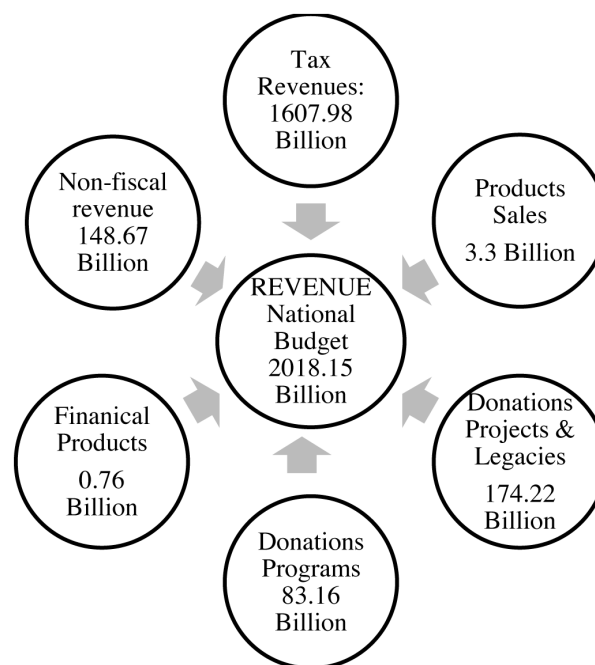 Tax
Revenues:
1607.98
Billion
Non-fiscal
revenue
148.67
Billion
Products
Sales
3.3 Billion
REVENUE
National
Budget
2018.15
Billion
Finanical
Products
0.76
Billion
Donations
Projects &
Legacies
174.22
Billion
Donations
Programs
83.16
Billion